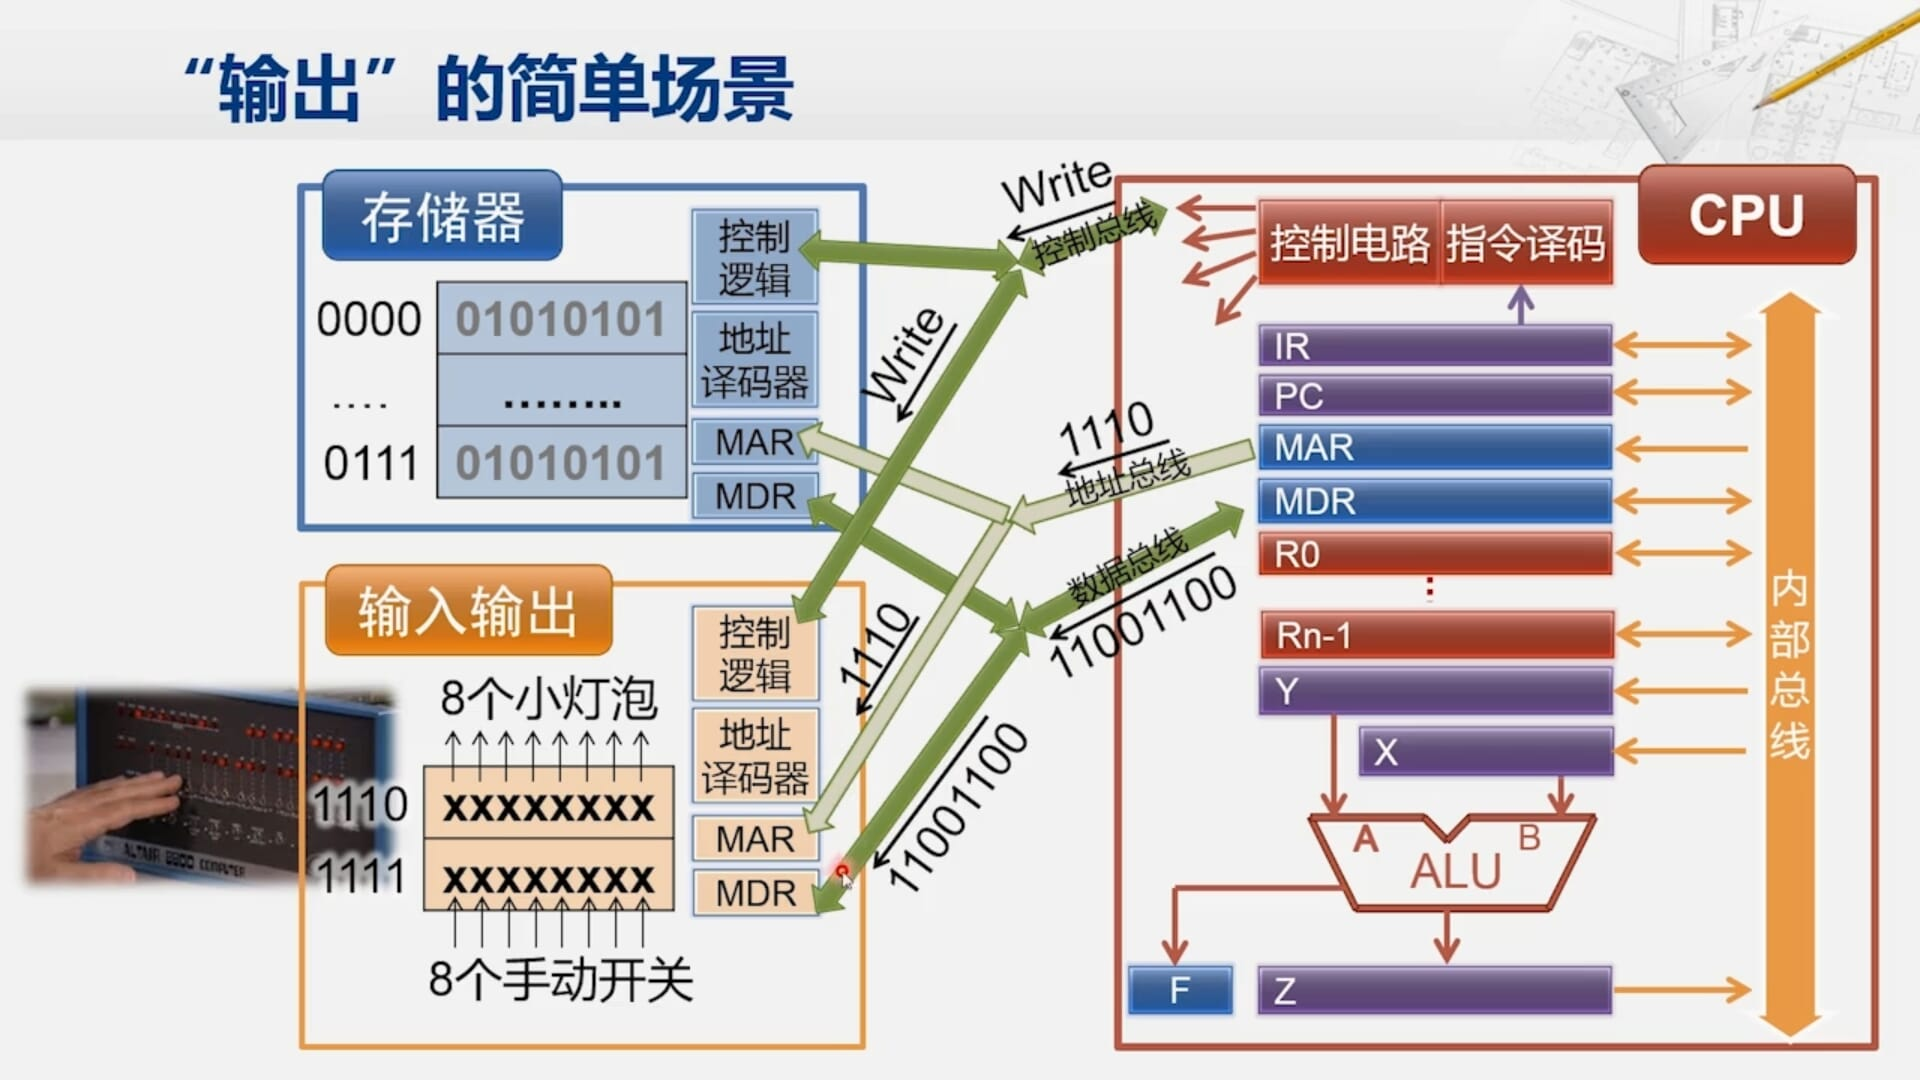 “输出”的简单场景
存储器
0000
01010101
....
........
0111
01010101
控制
逻辑
地址
译码器
MAR
MDR
输入输出
8个小灯泡
1110
xxxxxxxx
1111
xxxxxxxx
8个手动开关
控制
逻辑
地址
译码器
MAR
MDR
ALTAIR 8800 COMPUTER
Write
控制总线
Write
1110
地址总线
数据总线
11001100
1110
11001100
CPU
控制电路
指令译码
IR
PC
MAR
MDR
R0
Rn-1
Y
X
A
B
ALU
F
Z
内部总线